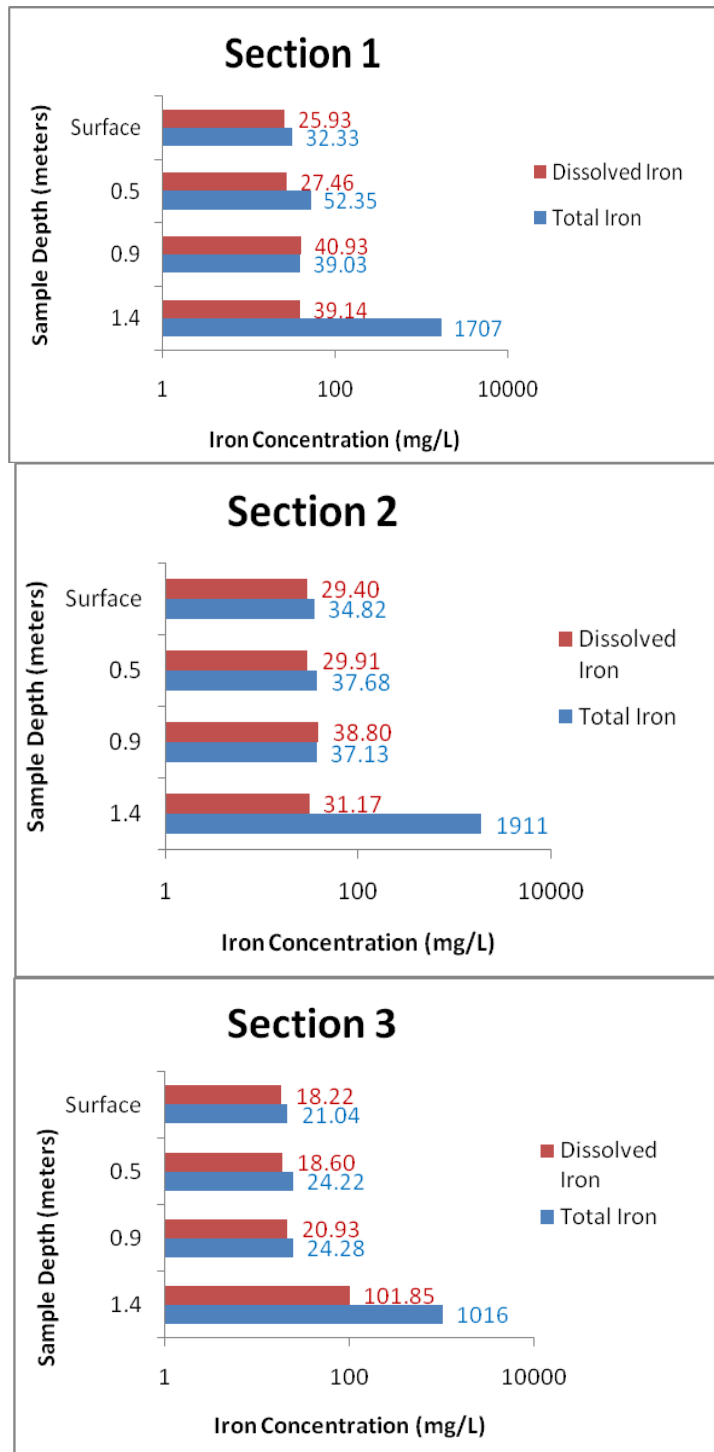 Section 1
Sample Depth (meters)
Surface
25.93
32.33
0.5
27.46
52.35
0.9
40.93
39.03
1.4
39.14
1707
Dissolved Iron
Total Iron
1 100 10000
Iron Concentration (mg/L)
Section 2
Sample Depth (meters)
Surface
29.40
34.82
0.5
29.91
37.68
0.9
38.80
37.13
1.4
31.17
1911
Dissolved
Iron
Total Iron
1 100 10000
Iron Concentration (mg/L)
Section 3
Sample Depth (meters)
Surface
18.22
21.04
0.5
18.60
24.22
0.9
20.93
24.28
1.4
101.85
1016
Dissolved
Iron
Total Iron
1 100 10000
Iron Concentration (mg/L)